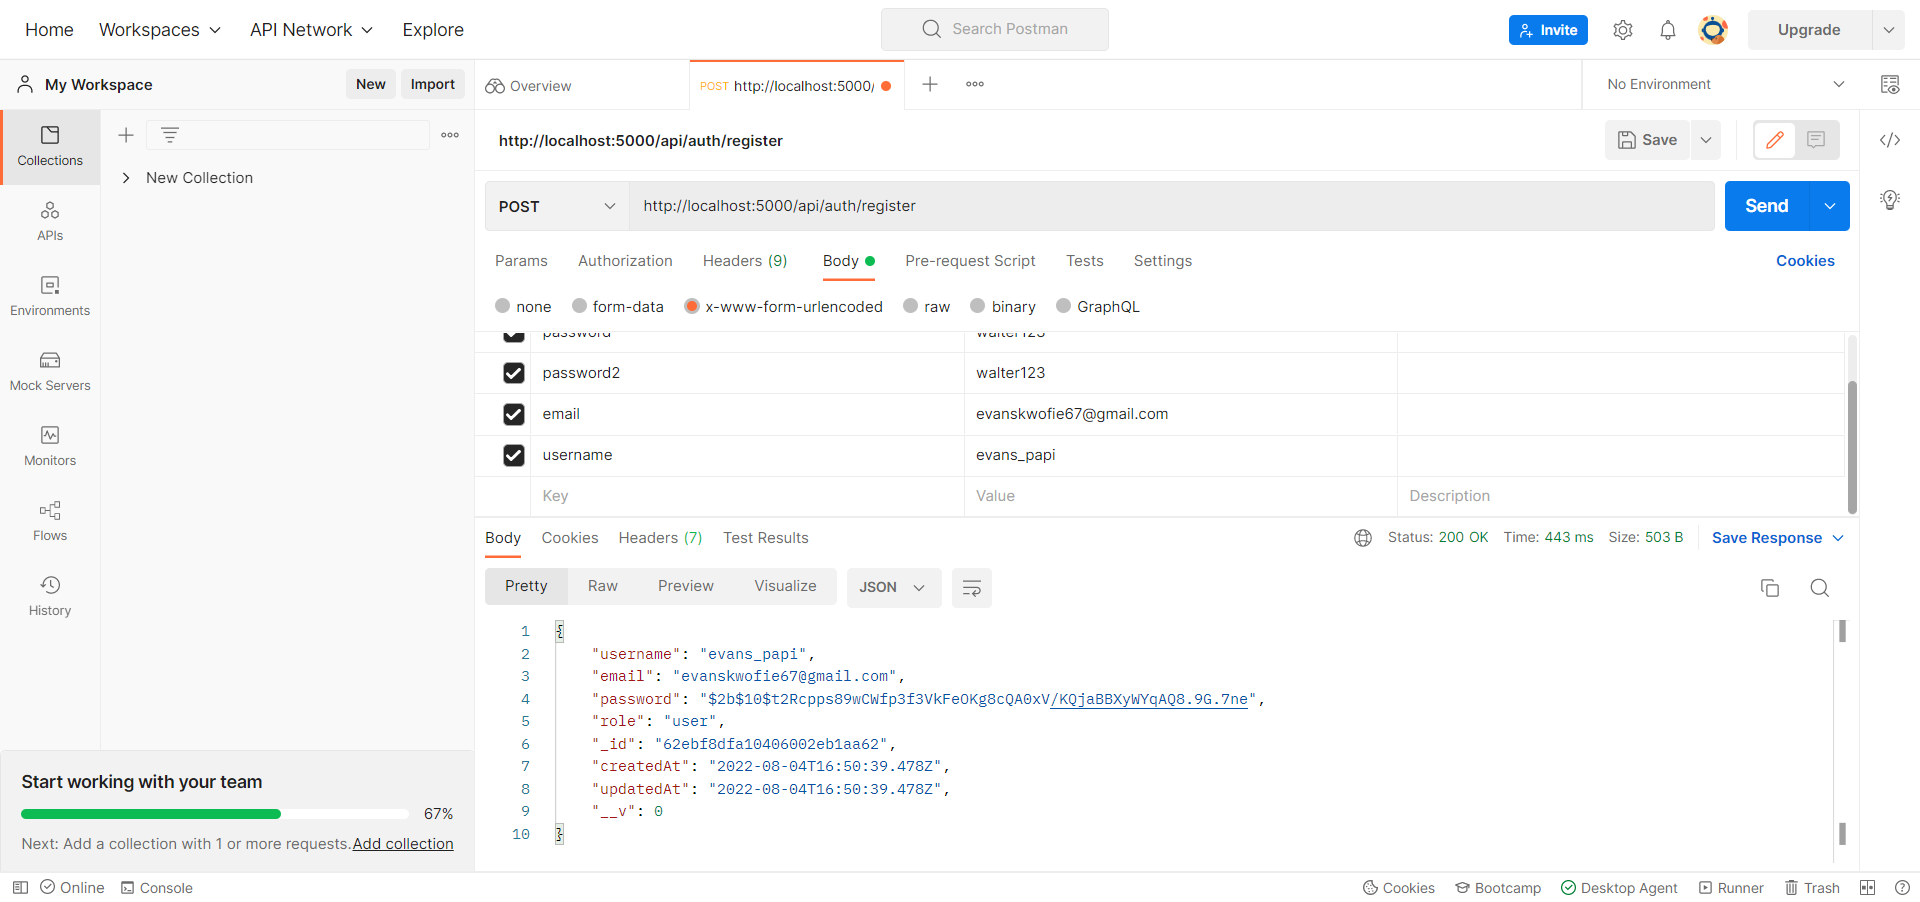 Home Workspaces API Network Explore Search Postman Invite Upgrade
My Workspace New Import Overview POST http://localhost:5000/ No Environment
http://localhost:5000/api/auth/register Save
Collections
New Collection
POST http://localhost:5000/api/auth/register Send
APIs
Params Authorization Headers (9) Body Pre-request Script Tests Settings Cookies
Environments
none form-data x-www-form-urlencoded raw binary GraphQL
password walter123
password2 walter123
Mock Servers
email evanskwofie67@gmail.com
Monitors
username evans_papi
Key Value Description
Flows
Body Cookies Headers (7) Test Results Status: 200 OK Time: 443 ms Size: 503 B Save Response
Pretty Raw Preview Visualize JSON
History
1 {
2 "username": "evans_papi",
3 "email": "evanskwofie67@gmail.com",
4 "password": "$2b$10$t2Rcpps89wCWfp3f3VkFeOKg8cQA0xV/KQjaBBXyWYqAQ8.9G.7ne",
5 "role": "user",
6 "_id": "62ebf8dfa10406002eb1aa62",
7 "createdAt": "2022-08-04T16:50:39.478Z",
8 "updatedAt": "2022-08-04T16:50:39.478Z",
9 "__v": 0
10 }
Start working with your team
67%
Next: Add a collection with 1 or more requests. Add collection
Online Console Cookies Bootcamp Desktop Agent Runner Trash